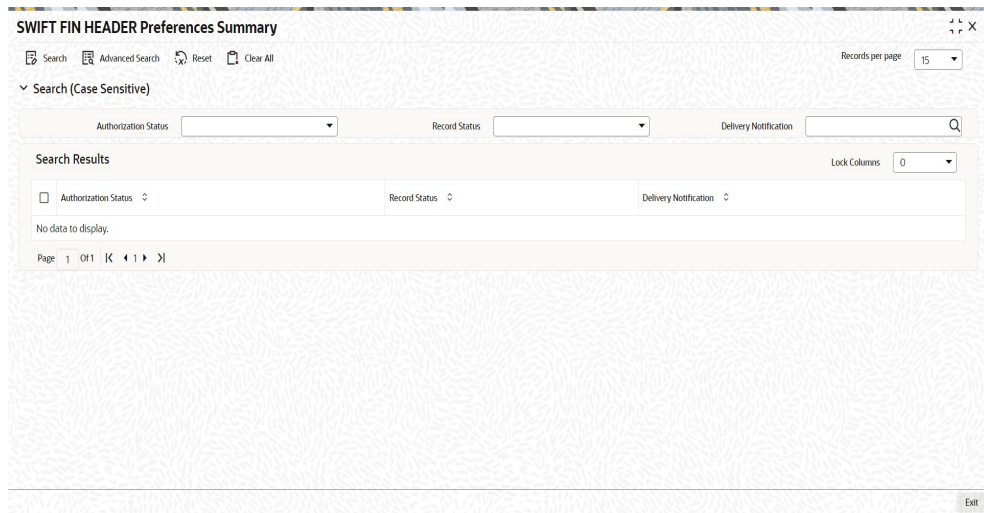 SWIFT FIN HEADER Preferences Summary
Search Advanced Search Reset Clear All Records per page 15
Search (Case Sensitive)
Authorization Status Record Status Delivery Notification
Search Results Lock Columns 0
Authorization Status Record Status Delivery Notification
No data to display.
Page 1 Of 1 1
Exit